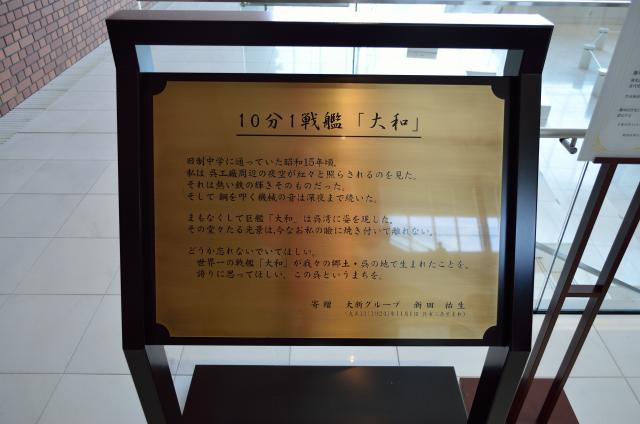 10分1戦艦「大和」
旧制中学に通っていた昭和15年頃、
私は 呉工廠周辺の夜空が紅々と照らされるのを見た。
それは熱い鉄の輝きそのものだった。
そして 鋼を叩く機械の音は深夜まで続いた。
まもなくして巨艦「大和」は呉湾に姿を現した。
その堂々たる光景は、今なお私の瞼に焼き付いて離れない。
どうか忘れないでいてほしい。
世界一の戦艦「大和」が我々の郷土・呉の地で生まれたことを。
誇りに思ってほしい、この呉というまちを。
寄贈 大新グループ 新田 祐生